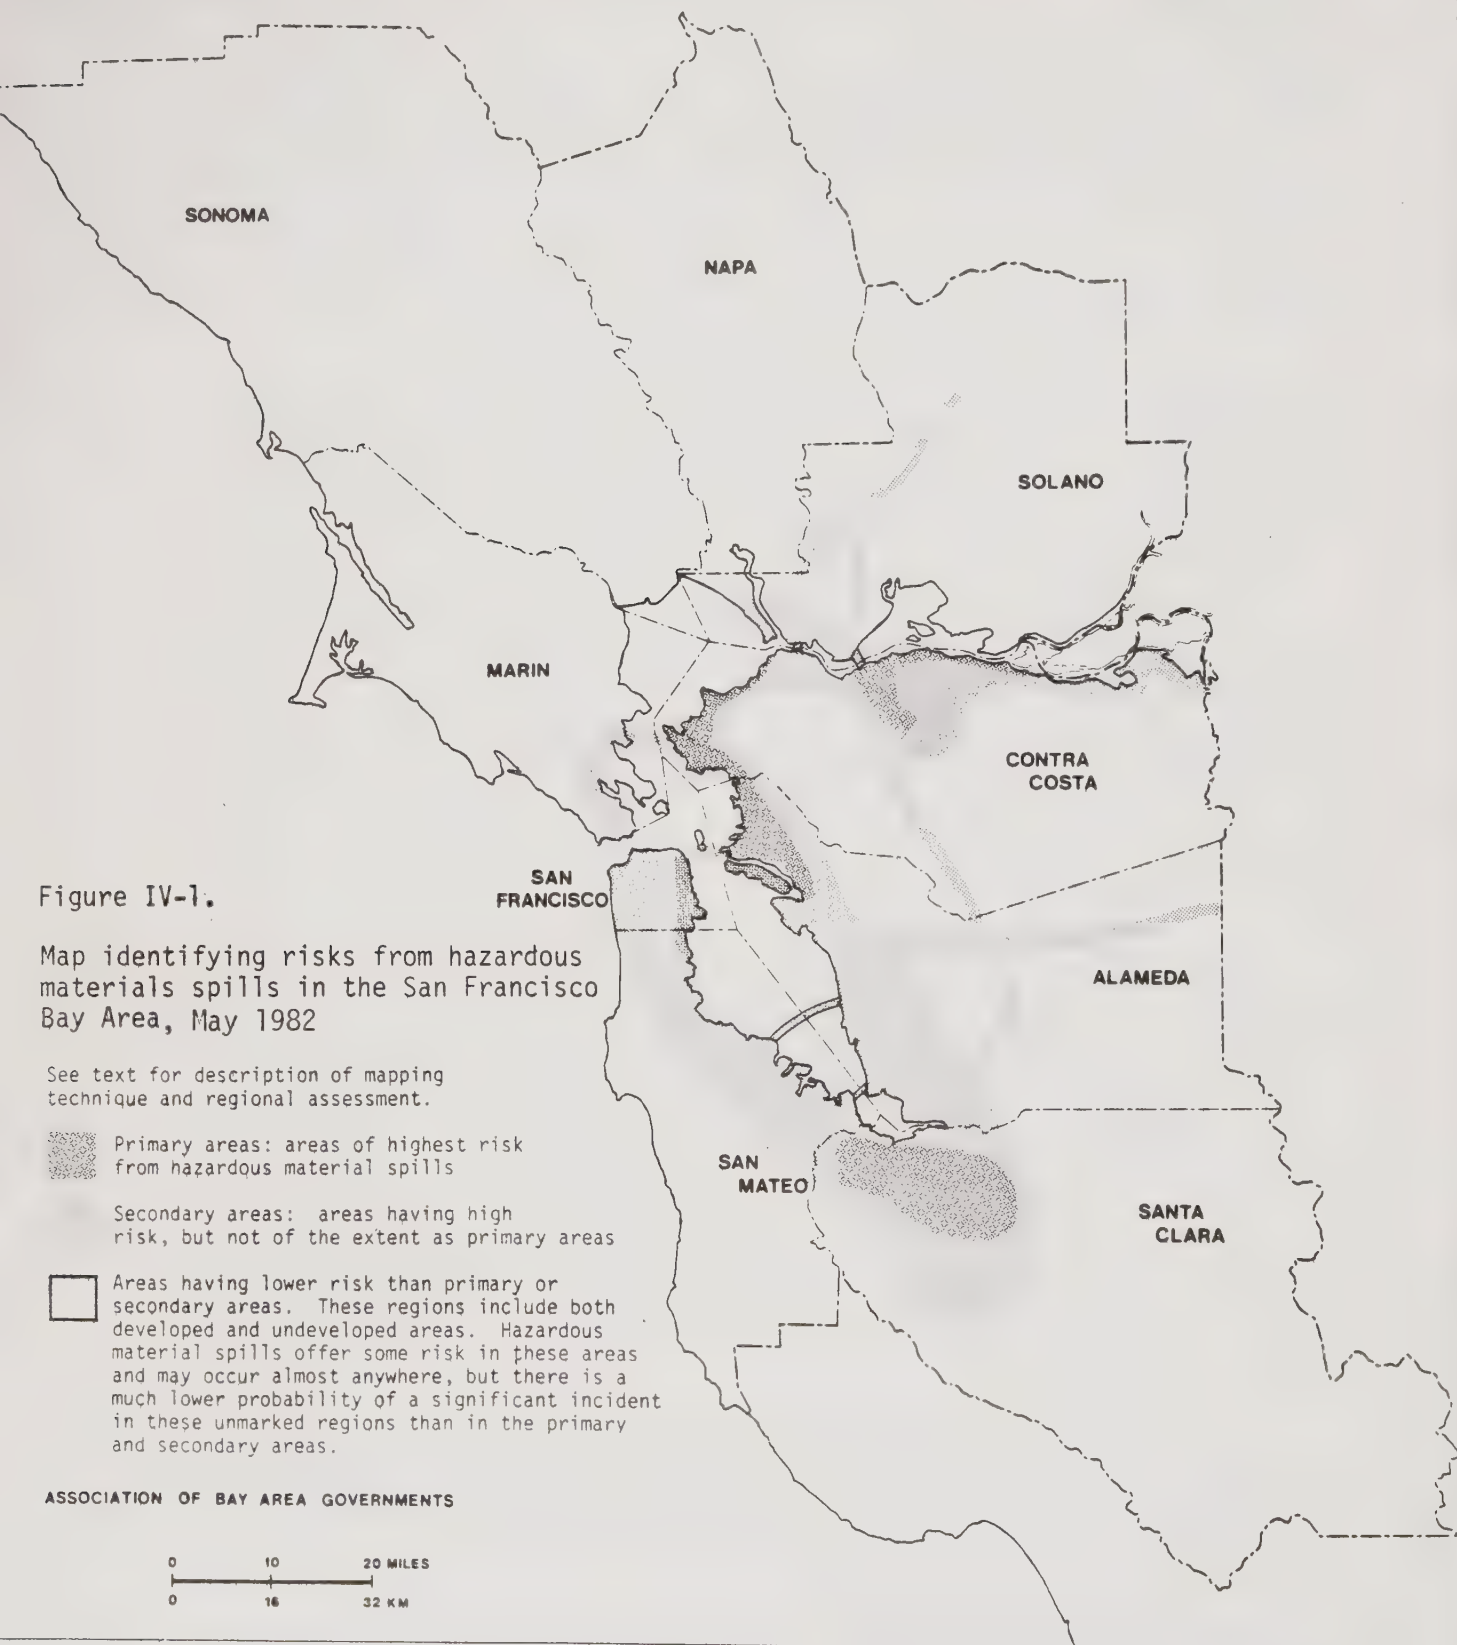 SONOMA
NAPA
SOLANO
MARIN
CONTRA
COSTA
SAN
FRANCISCO
ALAMEDA
SAN
MATEO
SANTA
CLARA
Figure IV-1.
Map identifying risks from hazardous
materials spills in the San Francisco
Bay Area, May 1982
See text for description of mapping
technique and regional assessment.
Primary areas: areas of highest risk
from hazardous material spills
Secondary areas: areas having high
risk, but not of the extent as primary areas
Areas having lower risk than primary or
secondary areas. These regions include both
developed and undeveloped areas. Hazardous
material spills offer some risk in these areas
and may occur almost anywhere, but there is a
much lower probability of a significant incident
in these unmarked regions than in the primary
and secondary areas.
ASSOCIATION OF BAY AREA GOVERNMENTS
0 10 20 MILES
0 16 32 KM